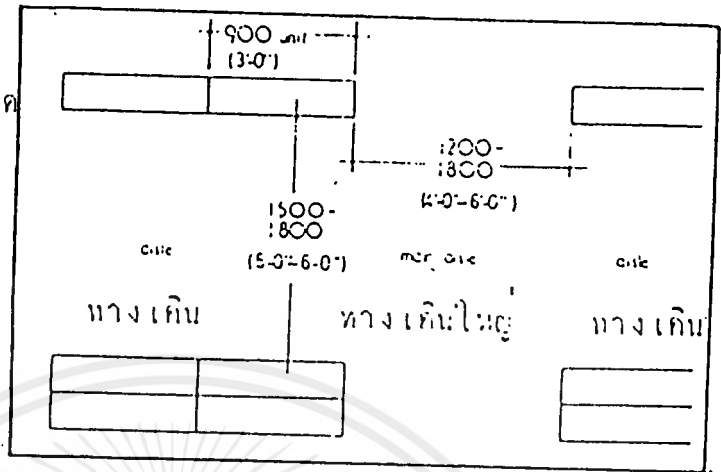 900 unit
(3'-0")
ค
1200-
1800
(4'-0"-6'-0")
1500-
1800
(5'-0"-6'-0")
aisle
aisle
ทางเดิน
ทางเดินใหญ่
ทางเดิน